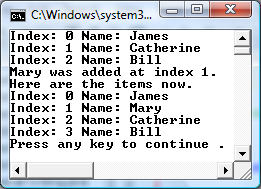 C:\Windows\system3...
Index: 0 Name: James
Index: 1 Name: Catherine
Index: 2 Name: Bill
Mary was added at index 1.
Here are the items now.
Index: 0 Name: James
Index: 1 Name: Mary
Index: 2 Name: Catherine
Index: 3 Name: Bill
Press any key to continue .